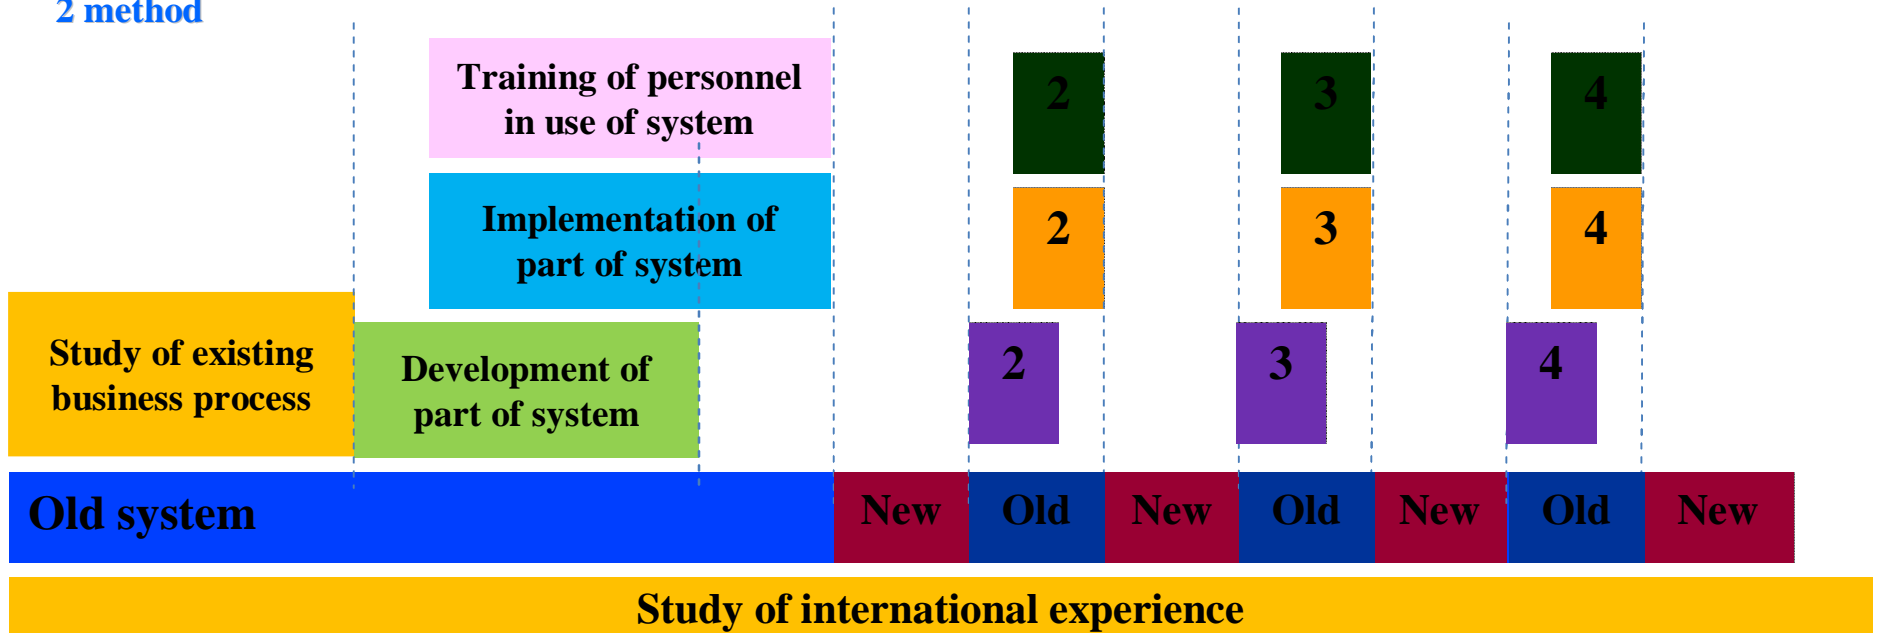 2 method
Training of personnel
in use of system
2
3
4
Implementation of
part of system
2
3
4
Study of existing
business process
Development of
part of system
2
3
4
Old system
New
Old
New
Old
New
Old
New
Study of international experience